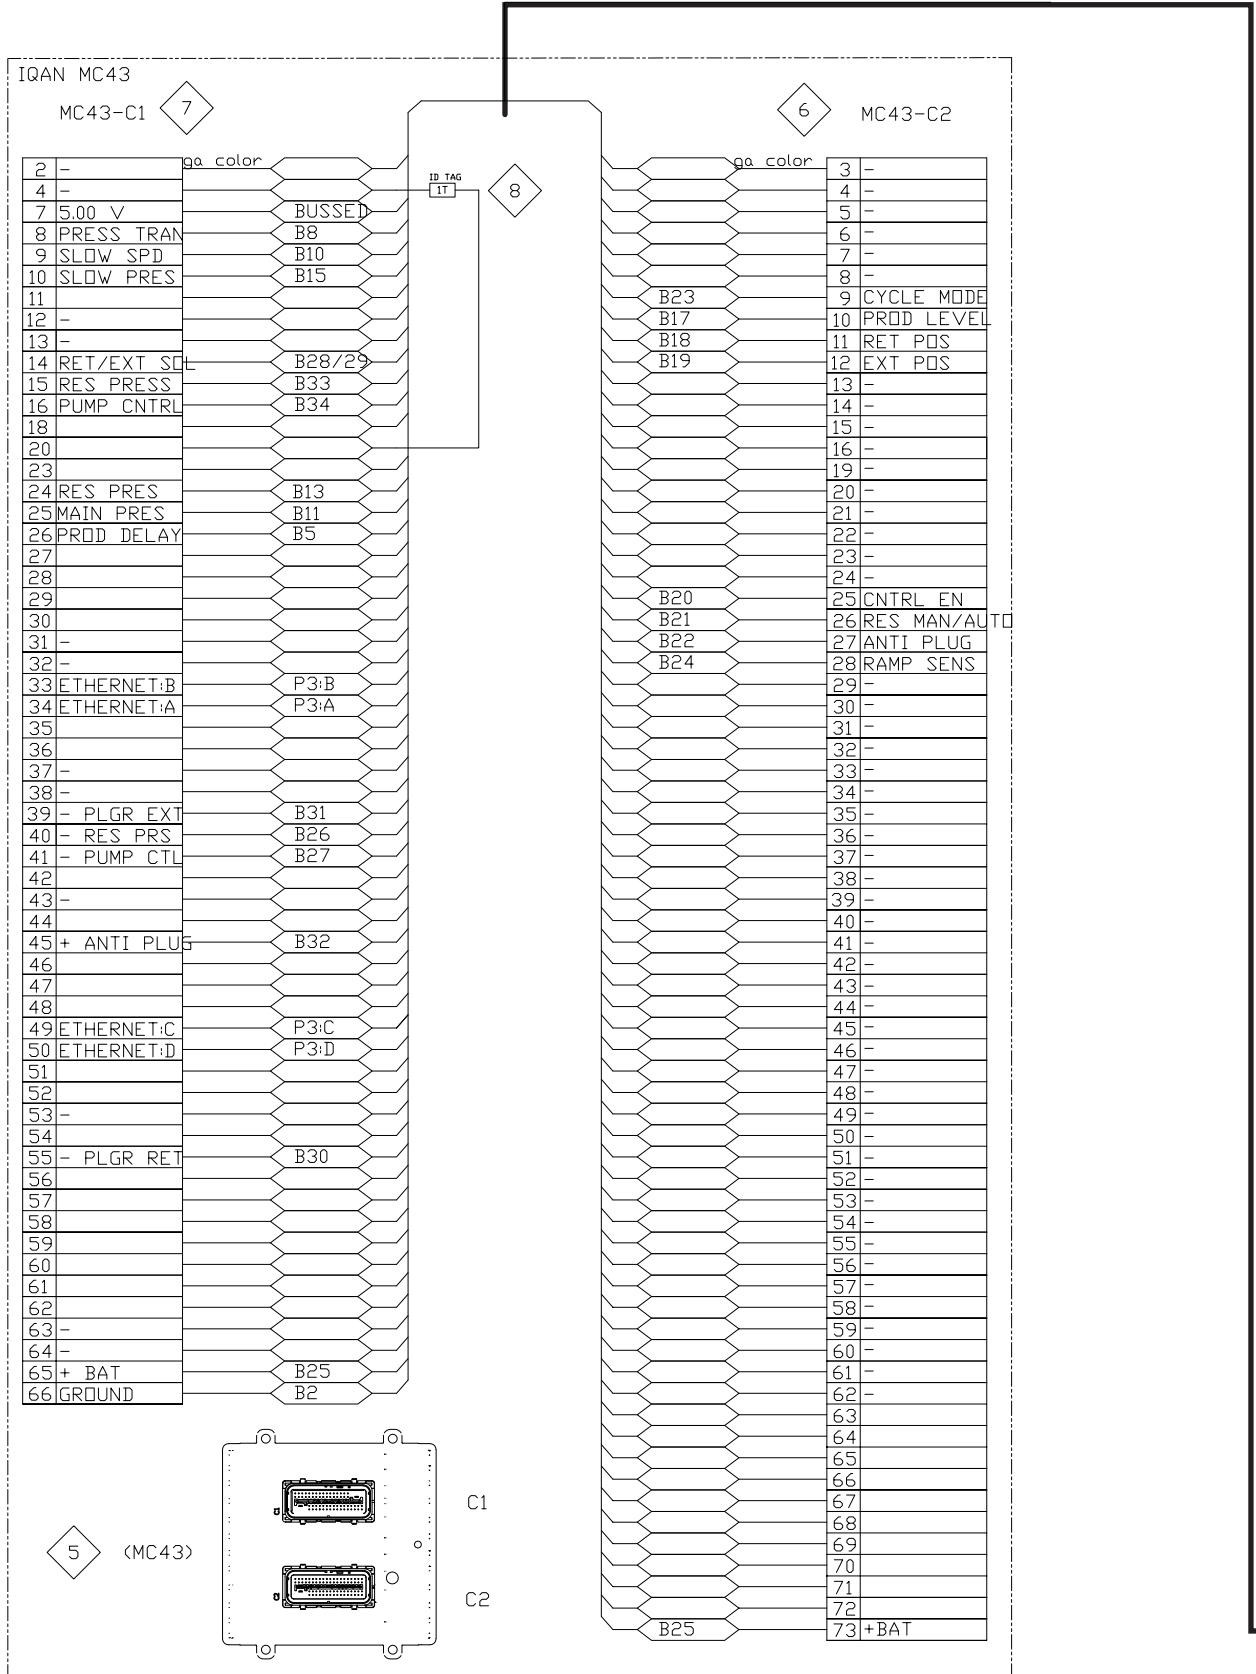 IQAN MC43
MC43-C1
7
6
MC43-C2
ga color
2 -
4 -
7 5.00 V BUSSED
8 PRESS TRAN B8
9 SLOW SPD B10
10 SLOW PRES B15
11
12 -
13 -
14 RET/EXT SOL B28/29
15 RES PRESS B33
16 PUMP CNTRL B34
18
20
23
24 RES PRES B13
25 MAIN PRES B11
26 PROD DELAY B5
27
28
29
30
31 -
32 -
33 ETHERNET:B P3:B
34 ETHERNET:A P3:A
35
36
37 -
38 -
39 - PLGR EXT B31
40 - RES PRS B26
41 - PUMP CTL B27
42
43 -
44
45 + ANTI PLUG B32
46
47
48
49 ETHERNET:C P3:C
50 ETHERNET:D P3:D
51
52
53 -
54
55 - PLGR RET B30
56
57
58
59
60
61
62
63 -
64 -
65 + BAT B25
66 GROUND B2
ID TAG
1T
8
ga color
3 -
4 -
5 -
6 -
7 -
8 -
B23 9 CYCLE MODE
B17 10 PROD LEVEL
B18 11 RET POS
B19 12 EXT POS
13 -
14 -
15 -
16 -
19 -
20 -
21 -
22 -
23 -
24 -
B20 25 CNTRL EN
B21 26 RES MAN/AUTO
B22 27 ANTI PLUG
B24 28 RAMP SENS
29 -
30 -
31 -
32 -
33 -
34 -
35 -
36 -
37 -
38 -
39 -
40 -
41 -
42 -
43 -
44 -
45 -
46 -
47 -
48 -
49 -
50 -
51 -
52 -
53 -
54 -
55 -
56 -
57 -
58 -
59 -
60 -
61 -
62 -
63
64
65
66
67
68
69
70
71
72
B25 73 +BAT
5
(MC43)
C1
C1
C2
C2